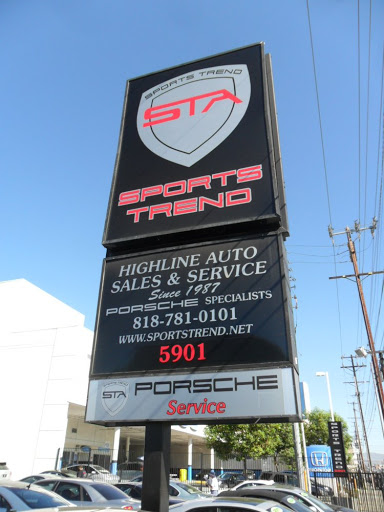 SPORTS TREND
STA
SPORTS
TREND
HIGHLINE AUTO
SALES & SERVICE
Since 1987
PORSCHE SPECIALISTS
818-781-0101
WWW.SPORTSTREND.NET
5901
STA
PORSCHE
Service
HONDA